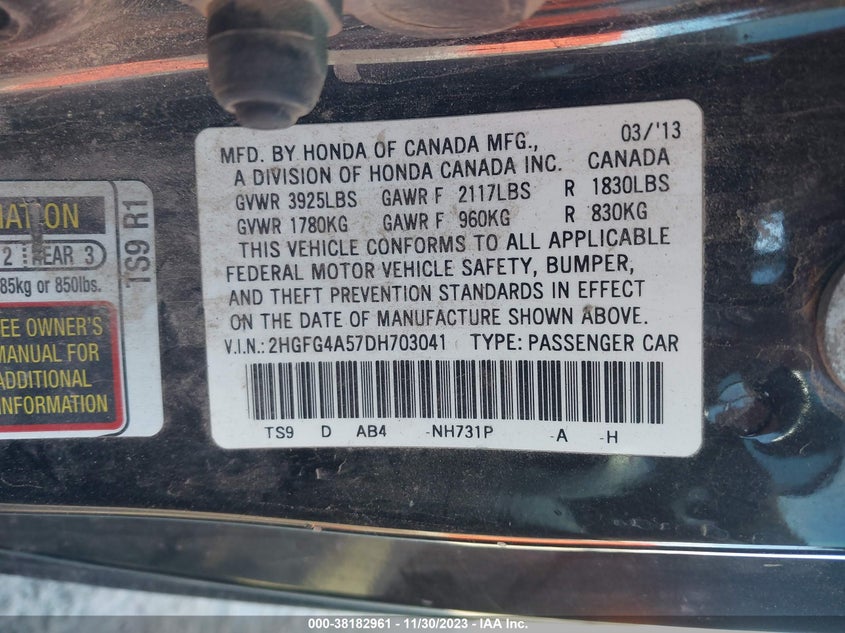 MFD. BY HONDA OF CANADA MFG., 03/'13
A DIVISION OF HONDA CANADA INC. CANADA
GVWR 3925LBS GAWR F 2117LBS R 1830LBS
GVWR 1780KG GAWR F 960KG R 830KG
THIS VEHICLE CONFORMS TO ALL APPLICABLE
FEDERAL MOTOR VEHICLE SAFETY, BUMPER,
AND THEFT PREVENTION STANDARDS IN EFFECT
ON THE DATE OF MANUFACTURE SHOWN ABOVE.
V.I.N.: 2HGFG4A57DH703041 TYPE: PASSENGER CAR
TS9 D AB4 -NH731P -A -H
2 REAR 3
85kg or 850lbs.
EE OWNER'S
MANUAL FOR
ADDITIONAL
INFORMATION
TS9 R1
000-38182961 - 11/30/2023 - IAA Inc.